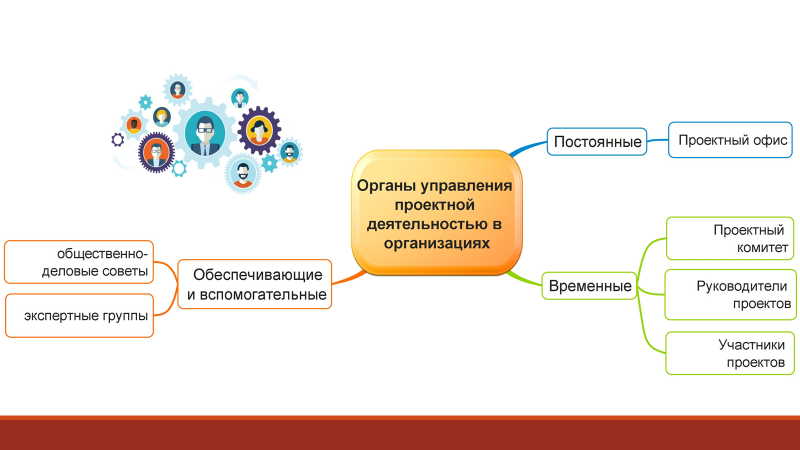 Органы управления
проектной
деятельностью в
организациях
Постоянные
Проектный офис
Временные
Проектный
комитет
Руководители
проектов
Участники
проектов
Обеспечивающие
и вспомогательные
общественно-
деловые советы
экспертные группы